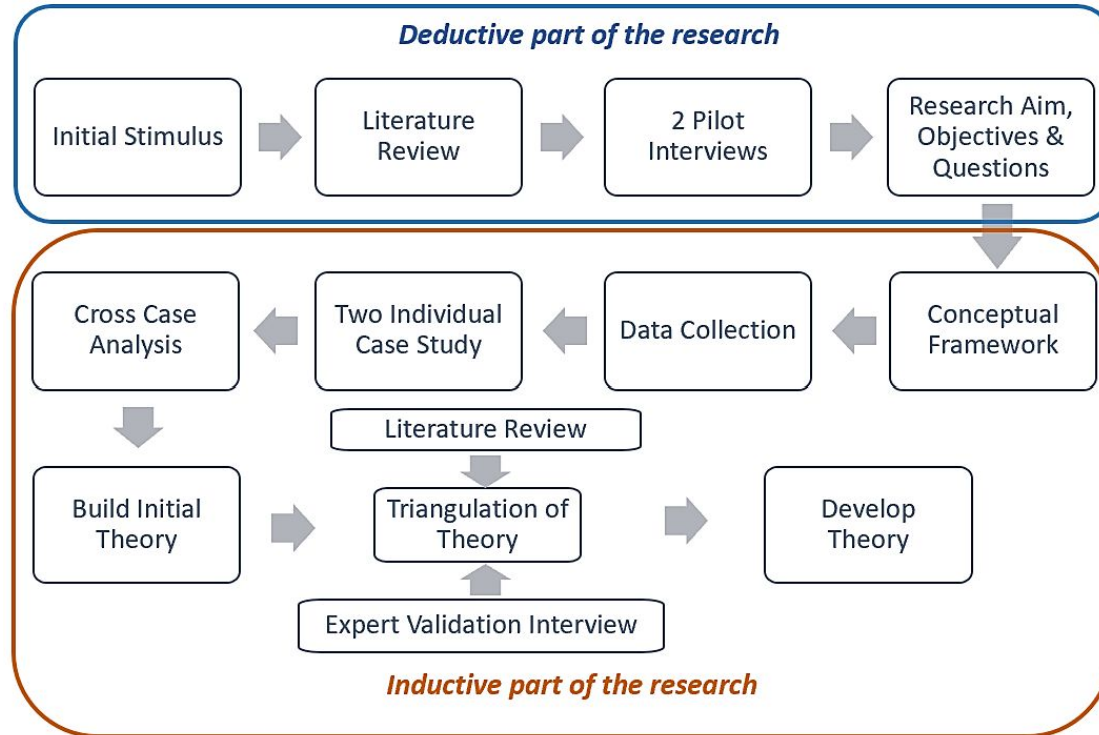 Deductive part of the research
Initial Stimulus
Literature
Review
2 Pilot
Interviews
Research Aim,
Objectives &
Questions
Cross Case
Analysis
Two Individual
Case Study
Data Collection
Conceptual
Framework
Literature Review
Build Initial
Theory
Triangulation of
Theory
Develop
Theory
Expert Validation Interview
Inductive part of the research